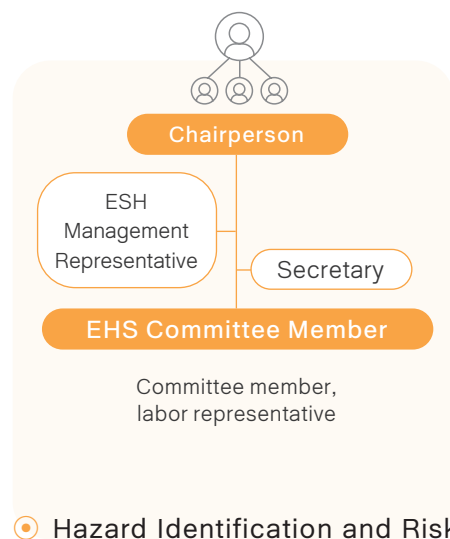 Chairperson
ESH
Management
Representative
Secretary
EHS Committee Member
Committee member,
labor representative
Hazard Identification and Risk